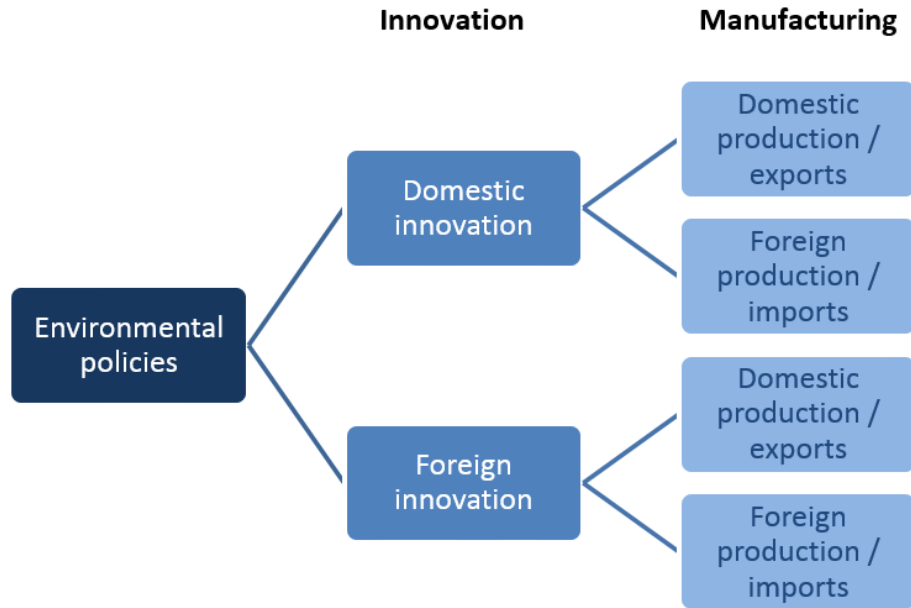 Innovation
Manufacturing
Environmental
policies
Domestic
innovation
Foreign
innovation
Domestic
production /
exports
Foreign
production /
imports
Domestic
production /
exports
Foreign
production /
imports